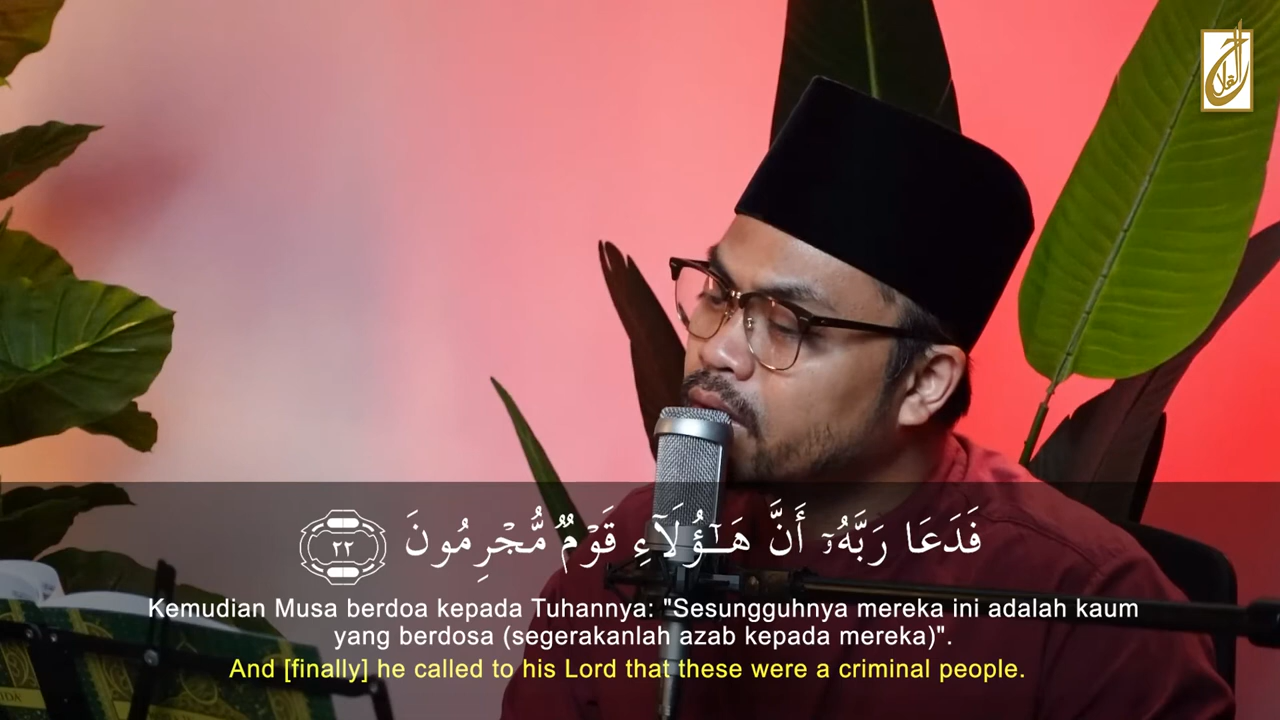 فَدَعَا رَبَّهُۥٓ أَنَّ هَـٰٓؤُلَآءِ قَوْمٌ مُّجْرِمُونَ ٢٢
Kemudian Musa berdoa kepada Tuhannya: "Sesungguhnya mereka ini adalah kaum
yang berdosa (segerakanlah azab kepada mereka)".
And [finally] he called to his Lord that these were a criminal people.